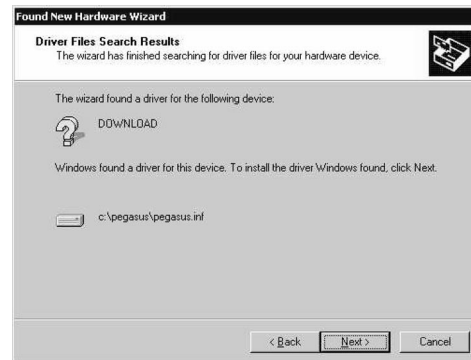 Found New Hardware Wizard
Driver Files Search Results
The wizard has finished searching for driver files for your hardware device.
The wizard found a driver for the following device:
DOWNLOAD
Windows found a driver for this device. To install the driver Windows found, click Next.
c:\pegasus\pegasus.inf
< Back
Next >
Cancel